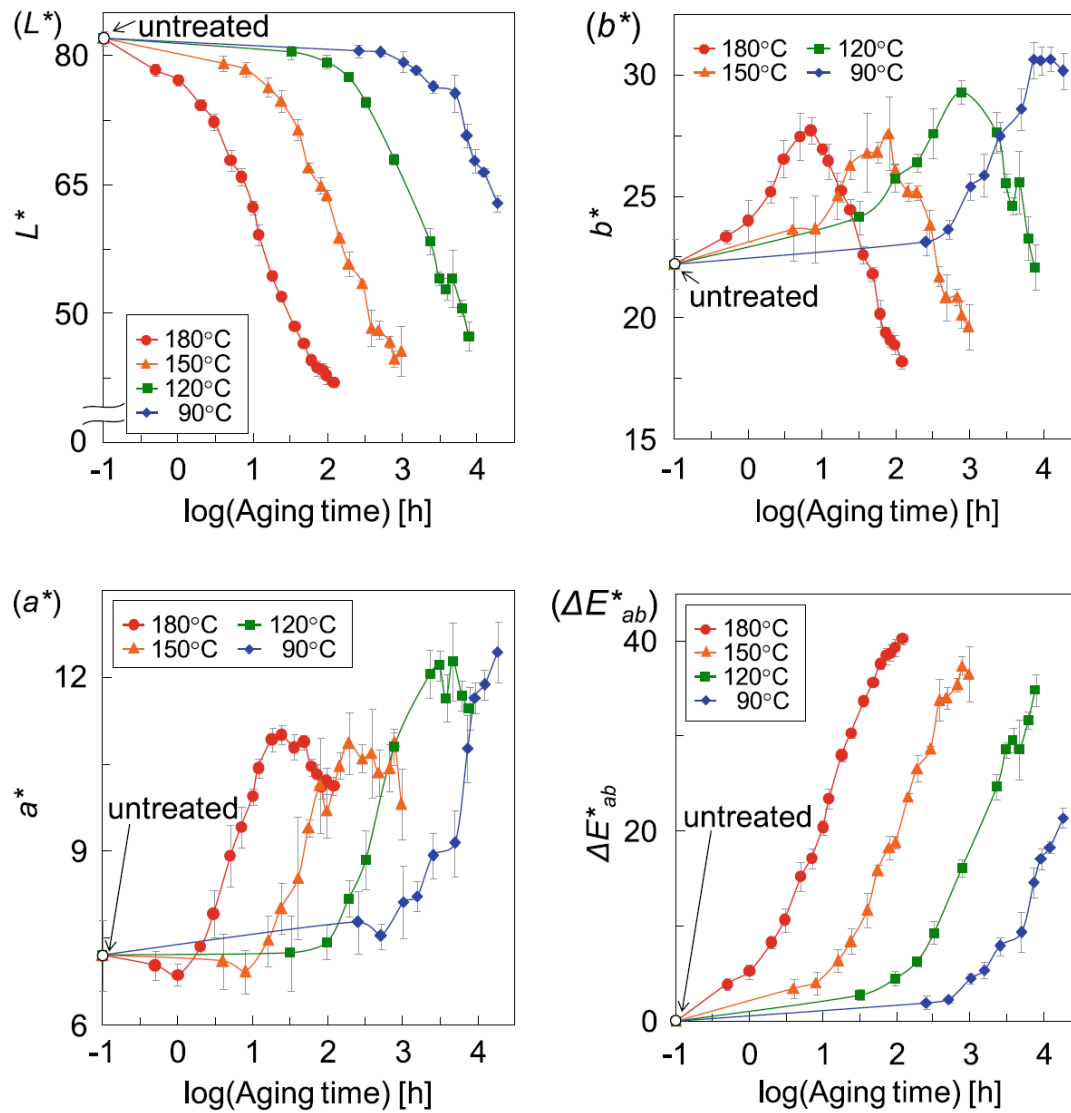 (L*)
untreated
80
65
50
0
L*
180°C
150°C
120°C
90°C
-1 0 1 2 3 4
log(Aging time) [h]
(b*)
180°C 120°C
150°C 90°C
30
25
20
15
b*
untreated
-1 0 1 2 3 4
log(Aging time) [h]
(a*)
180°C 120°C
150°C 90°C
12
9
6
a*
untreated
-1 0 1 2 3 4
log(Aging time) [h]
(ΔE*ab)
180°C
150°C
120°C
90°C
40
20
0
ΔE*ab
untreated
-1 0 1 2 3 4
log(Aging time) [h]